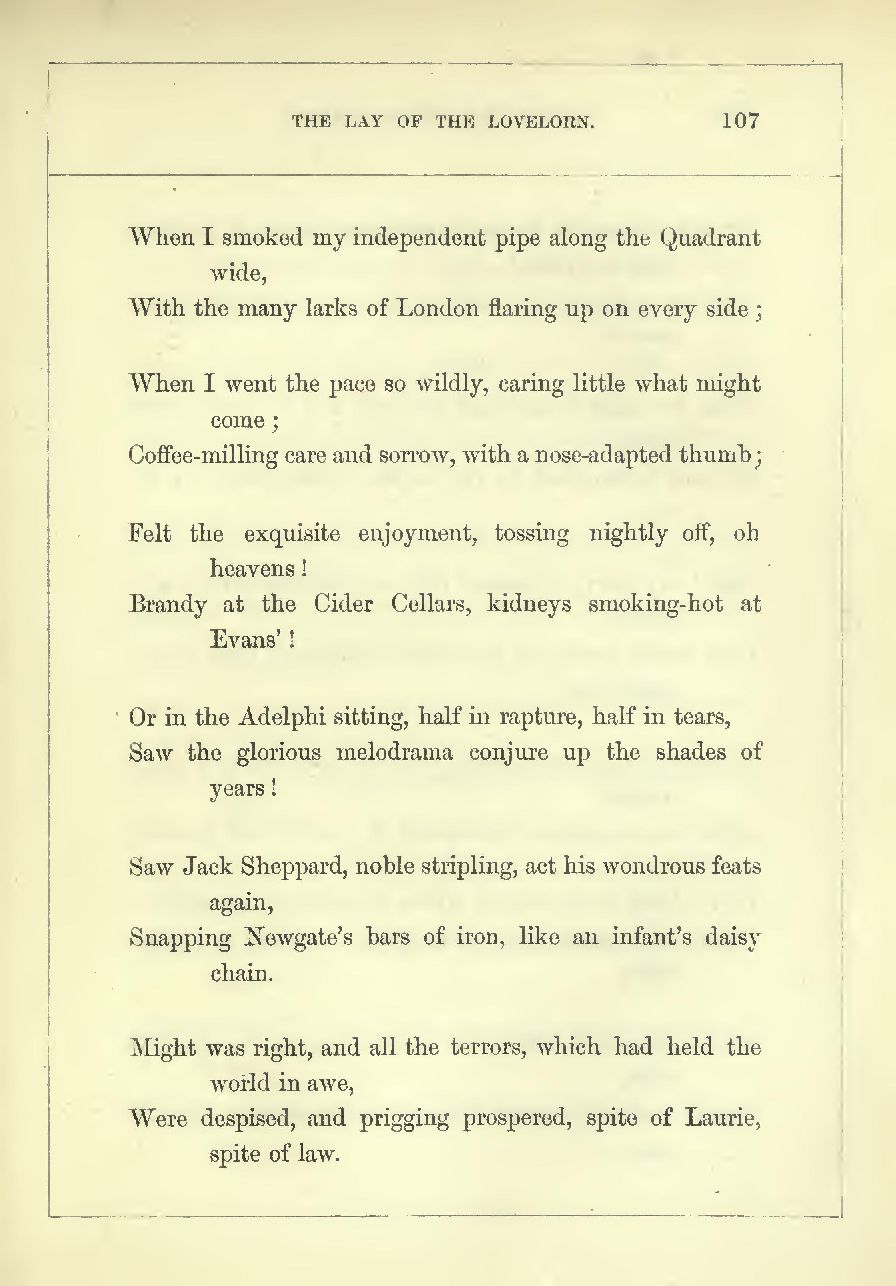 THE LAY OF THE LOVELORN. 107
When I smoked my independent pipe along the Quadrant
wide,
With the many larks of London flaring up on every side ;
When I went the pace so wildly, caring little what might
come ;
Coffee-milling care and sorrow, with a nose-adapted thumb ;
Felt the exquisite enjoyment, tossing nightly off, oh
heavens !
Brandy at the Cider Cellars, kidneys smoking-hot at
Evans’ !
Or in the Adelphi sitting, half in rapture, half in tears,
Saw the glorious melodrama conjure up the shades of
years !
Saw Jack Sheppard, noble stripling, act his wondrous feats
again,
Snapping Newgate’s bars of iron, like an infant’s daisy
chain.
Might was right, and all the terrors, which had held the
world in awe,
Were despised, and prigging prospered, spite of Laurie,
spite of law.